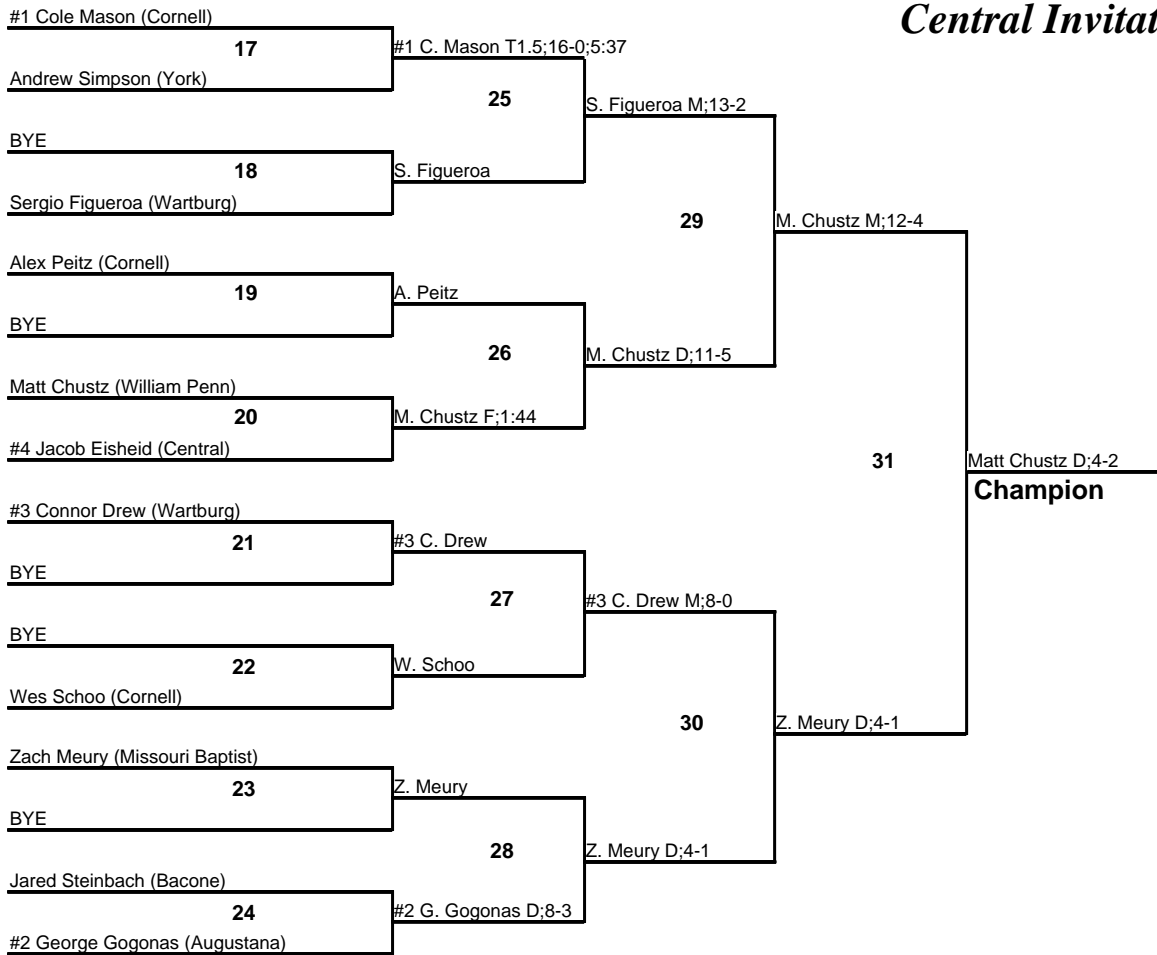 Central Invitat
#1 Cole Mason (Cornell)
17
Andrew Simpson (York)
#1 C. Mason T1.5;16-0;5:37
25
BYE
18
Sergio Figueroa (Wartburg)
S. Figueroa
S. Figueroa M;13-2
29
Alex Peitz (Cornell)
19
BYE
A. Peitz
26
Matt Chustz (William Penn)
20
#4 Jacob Eisheid (Central)
M. Chustz F;1:44
M. Chustz D;11-5
M. Chustz M;12-4
31
#3 Connor Drew (Wartburg)
21
BYE
#3 C. Drew
27
BYE
22
Wes Schoo (Cornell)
W. Schoo
#3 C. Drew M;8-0
30
Zach Meury (Missouri Baptist)
23
BYE
Z. Meury
28
Jared Steinbach (Bacone)
24
#2 George Gogonas (Augustana)
#2 G. Gogonas D;8-3
Z. Meury D;4-1
Z. Meury D;4-1
Matt Chustz D;4-2
Champion